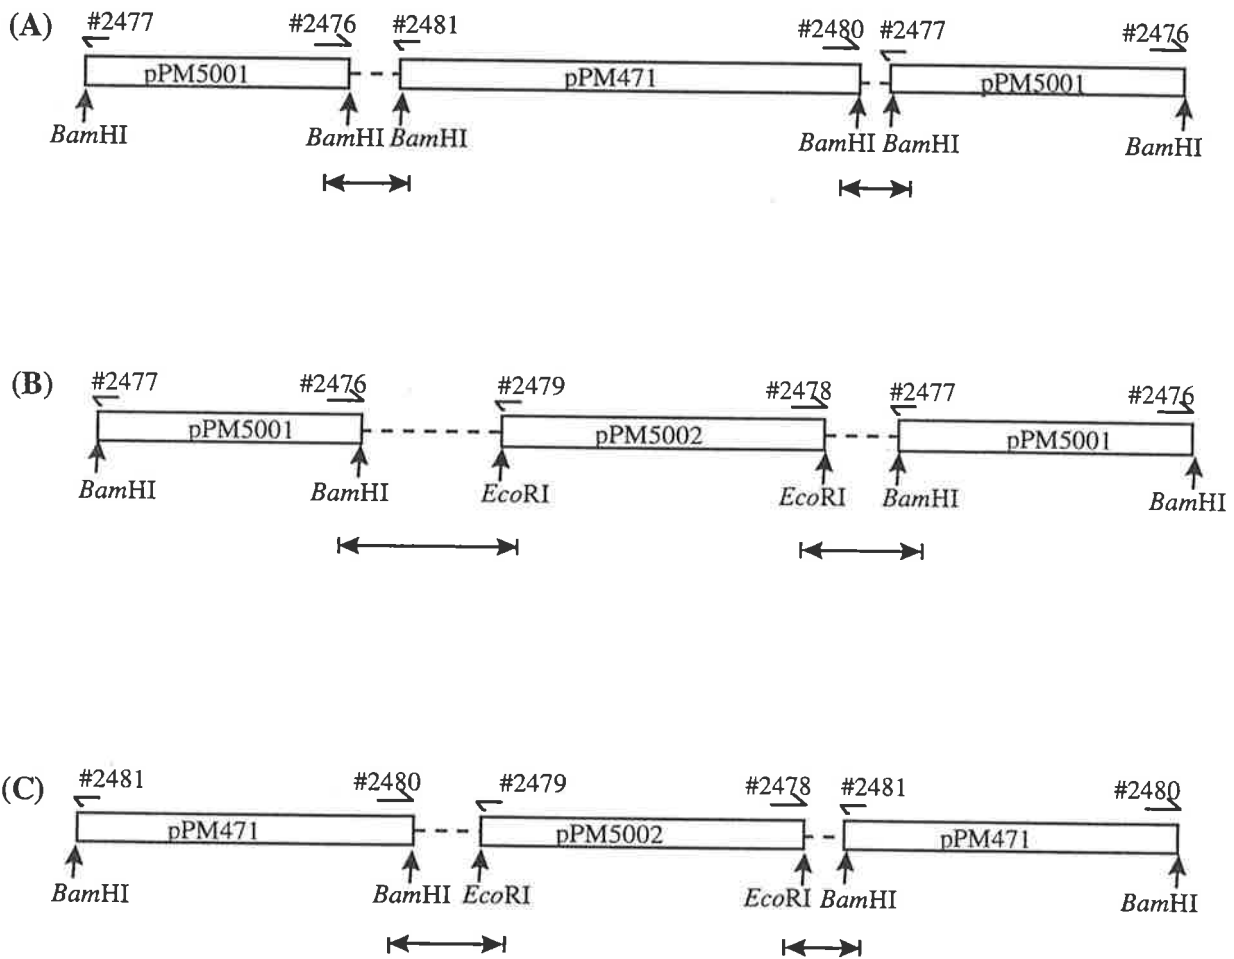 (A) #2477 #2476 #2481 #2480 #2477 #2476
pPM5001 pPM471 pPM5001
BamHI BamHI BamHI BamHI BamHI BamHI
(B) #2477 #2476 #2479 #2478 #2477 #2476
pPM5001 pPM5002 pPM5001
BamHI BamHI EcoRI EcoRI BamHI BamHI
(C) #2481 #2480 #2479 #2478 #2481 #2480
pPM471 pPM5002 pPM471
BamHI BamHI EcoRI EcoRI BamHI BamHI